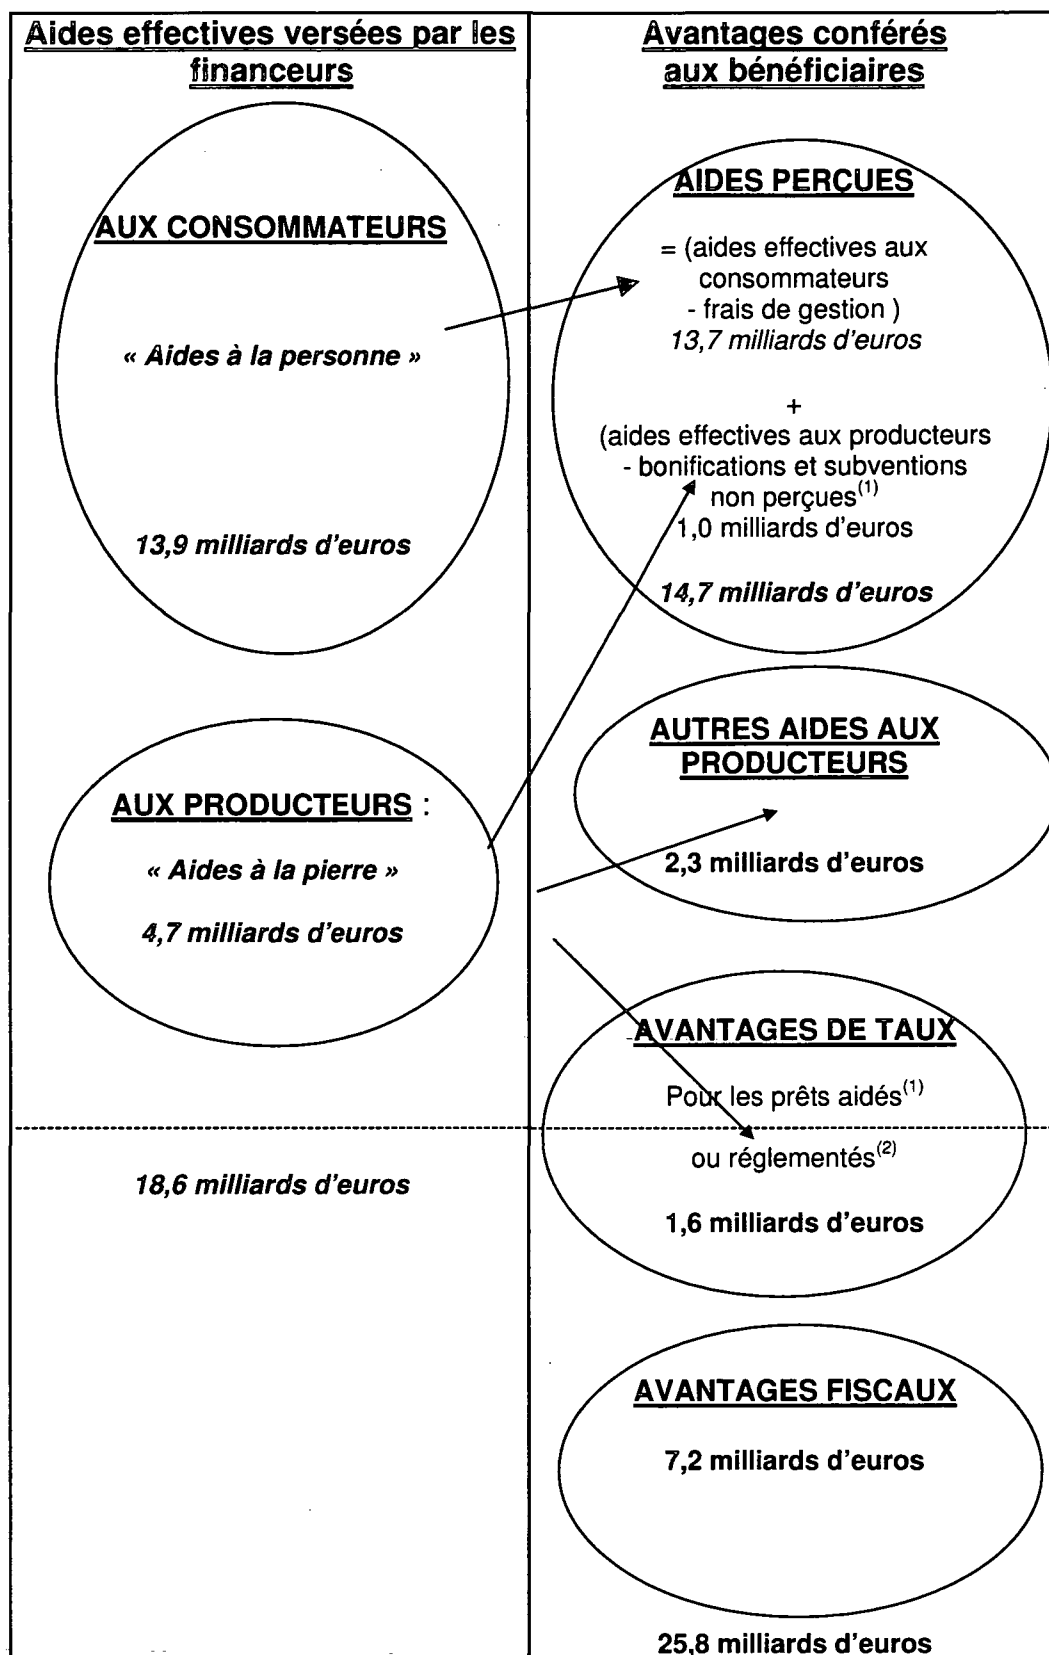 Aides effectives versées par les
financeurs
AUX CONSOMMATEURS
« Aides à la personne »
13,9 milliards d'euros
AUX PRODUCTEURS :
« Aides à la pierre »
4,7 milliards d'euros
18,6 milliards d'euros
Avantages conférés
aux bénéficiaires
AIDES PERÇUES
= (aides effectives aux
consommateurs
- frais de gestion )
13,7 milliards d'euros
+
(aides effectives aux producteurs
- bonifications et subventions
non perçues(1)
1,0 milliards d'euros
14,7 milliards d'euros
AUTRES AIDES AUX
PRODUCTEURS
2,3 milliards d'euros
AVANTAGES DE TAUX
Pour les prêts aidés(1)
ou réglementés(2)
1,6 milliards d'euros
AVANTAGES FISCAUX
7,2 milliards d'euros
25,8 milliards d'euros